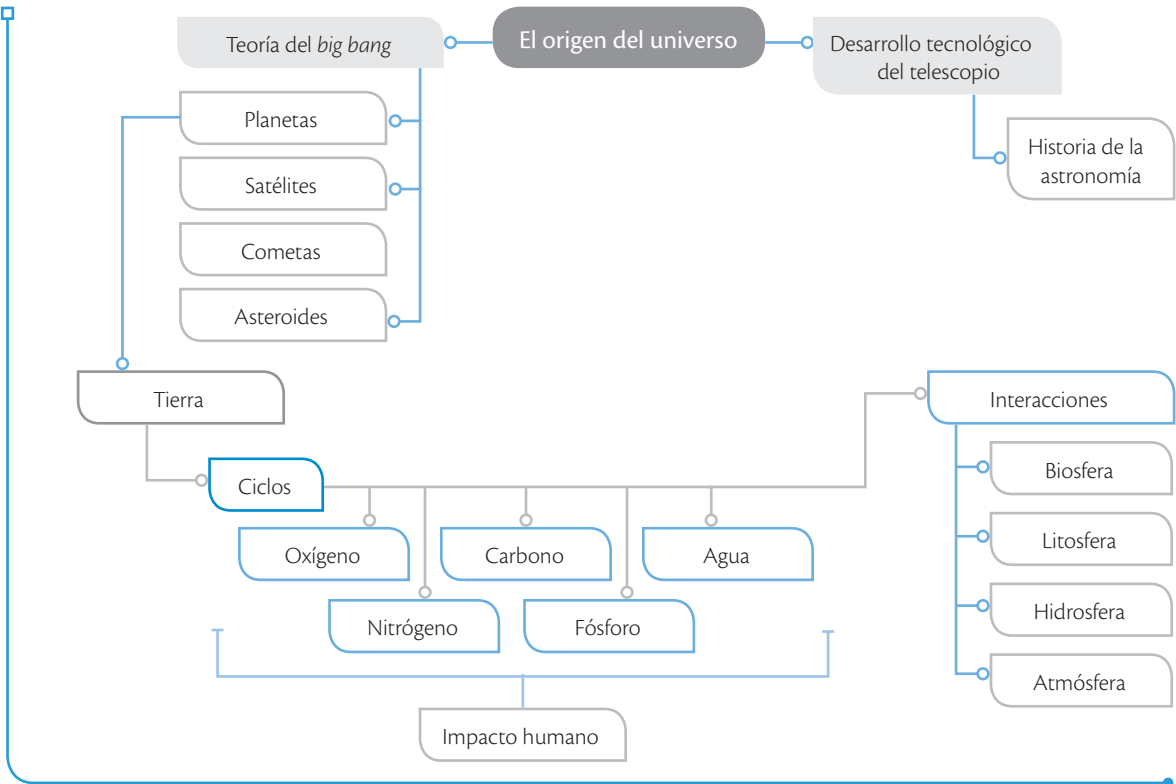 El origen del universo
Teoría del big bang
Desarrollo tecnológico
del telescopio
Planetas
Satélites
Cometas
Asteroides
Historia de la
astronomía
Tierra
Interacciones
Ciclos
Biosfera
Oxígeno
Carbono
Agua
Litosfera
Nitrógeno
Fósforo
Hidrosfera
Atmósfera
Impacto humano